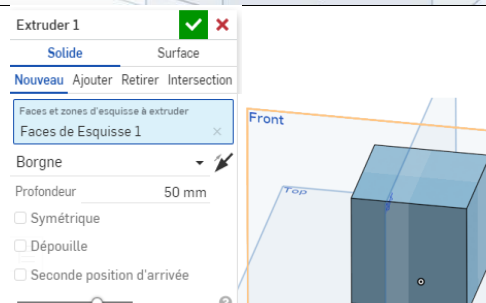 Extruder 1
Solide Surface
Nouveau Ajouter Retirer Intersection
Faces et zones d'esquisse à extruder
Faces de Esquisse 1
Borgne
Profondeur 50 mm
Symétrique
Dépouille
Seconde position d'arrivée
Front
Top